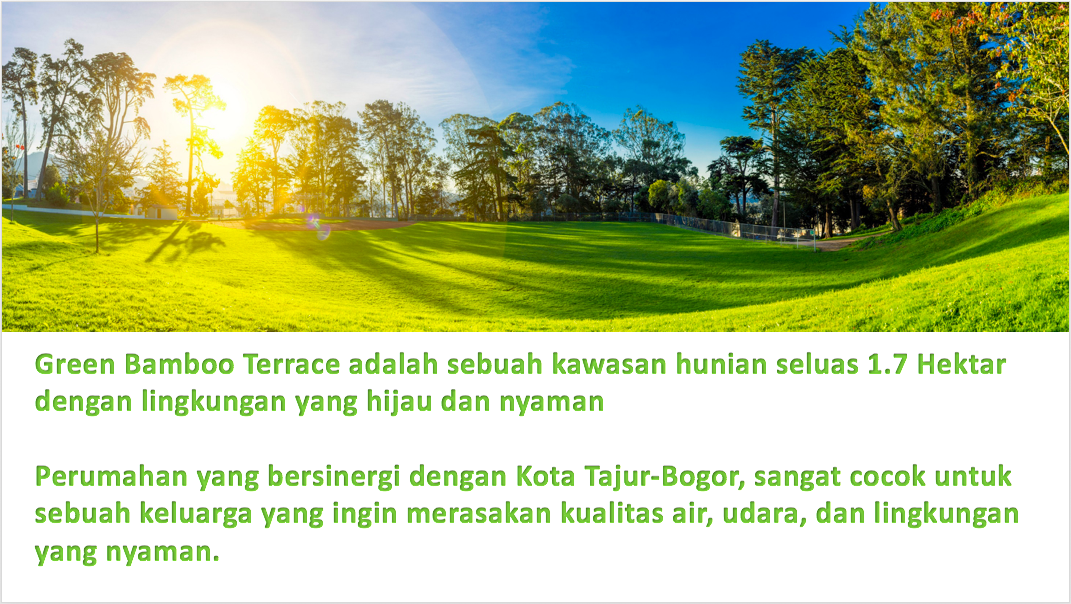 Green Bamboo Terrace adalah sebuah kawasan hunian seluas 1.7 Hektar
dengan lingkungan yang hijau dan nyaman
Perumahan yang bersinergi dengan Kota Tajur-Bogor, sangat cocok untuk
sebuah keluarga yang ingin merasakan kualitas air, udara, dan lingkungan
yang nyaman.